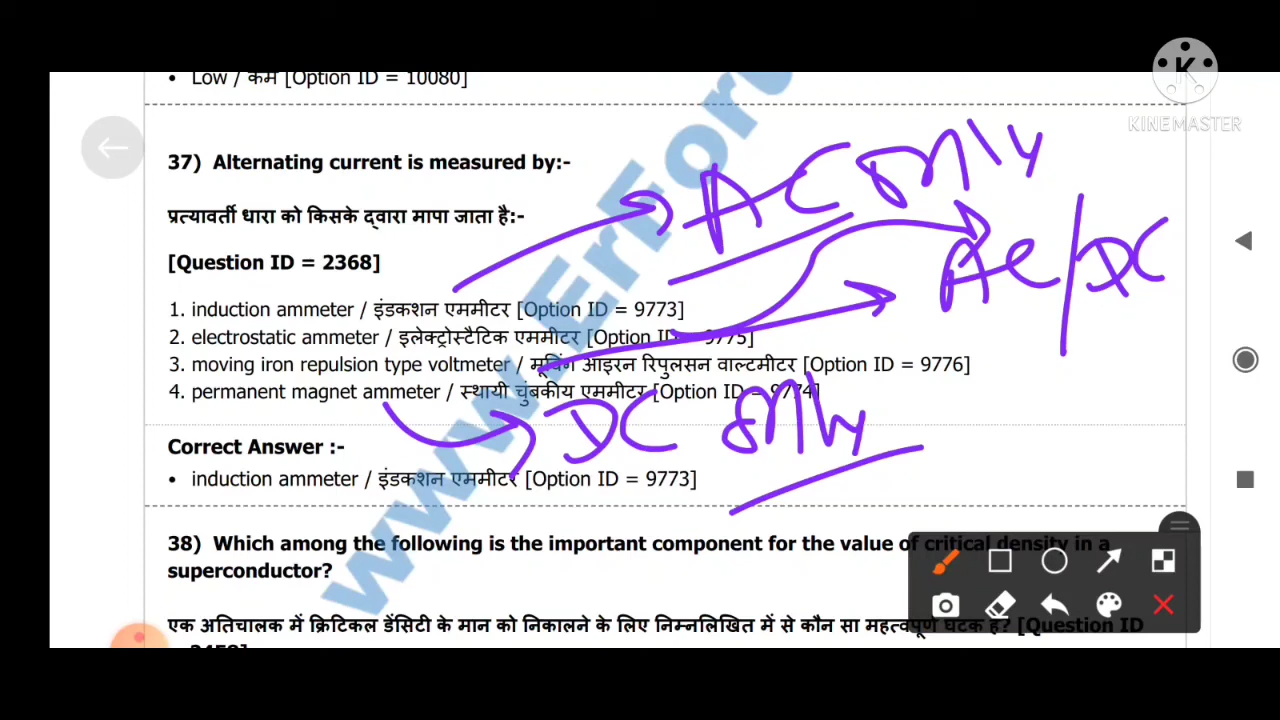 • Low / कम [Option ID = 10080]
KINEMASTER
37) Alternating current is measured by:-
AC only
प्रत्यावर्ती धारा को किसके द्वारा मापा जाता है:-
AC/DC
[Question ID = 2368]
1. induction ammeter / इंडकशन एममीटर [Option ID = 9773]
2. electrostatic ammeter / इलेक्ट्रोस्टैटिक एममीटर [Option ID = 9775]
3. moving iron repulsion type voltmeter / मूविंग आइरन रिपुलसन वाल्टमीटर [Option ID = 9776]
4. permanent magnet ammeter / स्थायी चुंबकीय एममीटर [Option ID = 9774]
DC only
Correct Answer :-
• induction ammeter / इंडकशन एममीटर [Option ID = 9773]
www.ErForu
38) Which among the following is the important component for the value of critical density in a
superconductor?
एक अतिचालक में क्रिटिकल डेंसिटी के मान को निकालने के लिए निम्नलिखित में से कौन सा महत्वपूर्ण घटक है? [Question ID